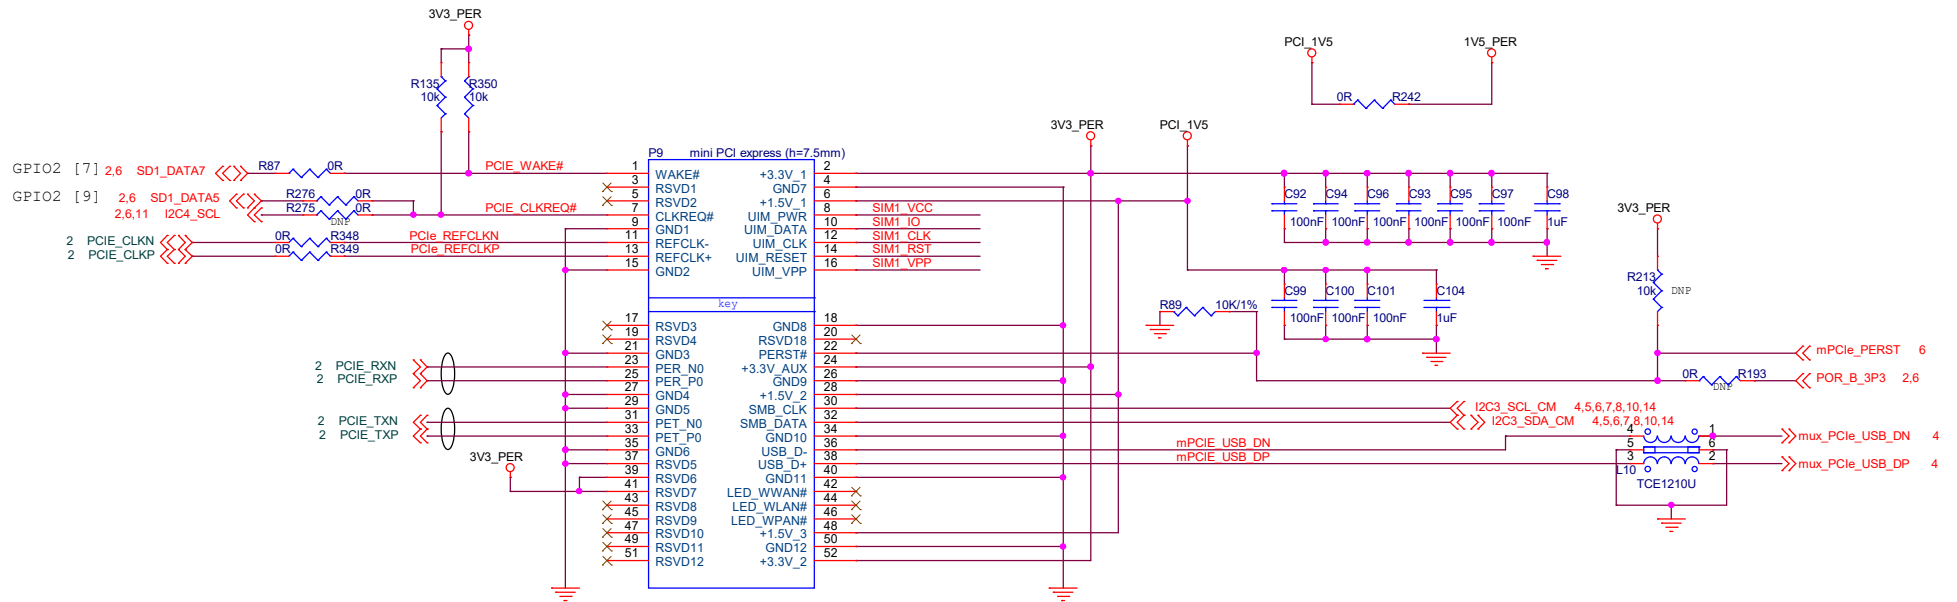 3V3_PER
PCI_1V5 1V5_PER
R135 R350
10k 10k
0R R242
3V3_PER PCI_1V5
P9 mini PCI express (h=7.5mm)
GPIO2 [7] 2,6 SD1_DATA7 R87 0R PCIE_WAKE# 1 WAKE# +3.3V_1 2
3 RSVD1 GND7 4
GPIO2 [9] 2,6 SD1_DATA5 R276 0R 5 RSVD2 +1.5V_1 6
2,6,11 I2C4_SCL R275 0R DNP PCIE_CLKREQ# 7 CLKREQ# UIM_PWR 8 SIM1_VCC
9 GND1 UIM_DATA 10 SIM1_IO
2 PCIE_CLKN 0R R348 PCIe_REFCLKN 11 REFCLK- UIM_CLK 12 SIM1_CLK
2 PCIE_CLKP 0R R349 PCIe_REFCLKP 13 REFCLK+ UIM_RESET 14 SIM1_RST
15 GND2 UIM_VPP 16 SIM1_VPP
C92 C94 C96 C93 C95 C97 C98
100nF 100nF 100nF 100nF 100nF 100nF 1uF
3V3_PER
R213
10k DNP
key
C99 C100 C101 C104
100nF 100nF 100nF 1uF
R89 10K/1%
17 RSVD3 GND8 18
19 RSVD4 RSVD18 20
21 GND3 PERST# 22
mPCIe_PERST 6
2 PCIE_RXN 23 PER_N0 +3.3V_AUX 24
2 PCIE_RXP 25 PER_P0 GND9 26
0R R193 DNP POR_B_3P3 2,6
27 GND4 +1.5V_2 28
29 GND5 SMB_CLK 30 I2C3_SCL_CM 4,5,6,7,8,10,14
2 PCIE_TXN 31 PET_N0 SMB_DATA 32 I2C3_SDA_CM 4,5,6,7,8,10,14
2 PCIE_TXP 33 PET_P0 GND10 34
35 GND6 USB_D- 36 mPCIE_USB_DN 4 1 mux_PCIe_USB_DN 4
5 6
3V3_PER 37 RSVD5 USB_D+ 38 mPCIE_USB_DP 3 2 mux_PCIe_USB_DP 4
L10
TCE1210U
39 RSVD6 GND11 40
41 RSVD7 LED_WWAN# 42
43 RSVD8 LED_WLAN# 44
45 RSVD9 LED_WPAN# 46
47 RSVD10 +1.5V_3 48
49 RSVD11 GND12 50
51 RSVD12 +3.3V_2 52